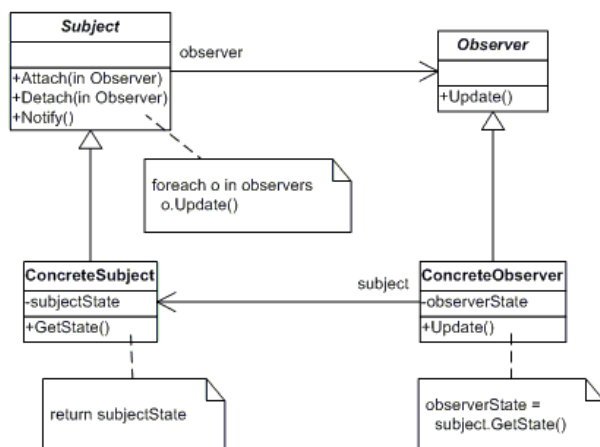 Subject
+Attach(in Observer)
+Detach(in Observer)
+Notify()
observer
Observer
+Update()
foreach o in observers
o.Update()
ConcreteSubject
-subjectState
+GetState()
subject
ConcreteObserver
-observerState
+Update()
return subjectState
observerState =
subject.GetState()